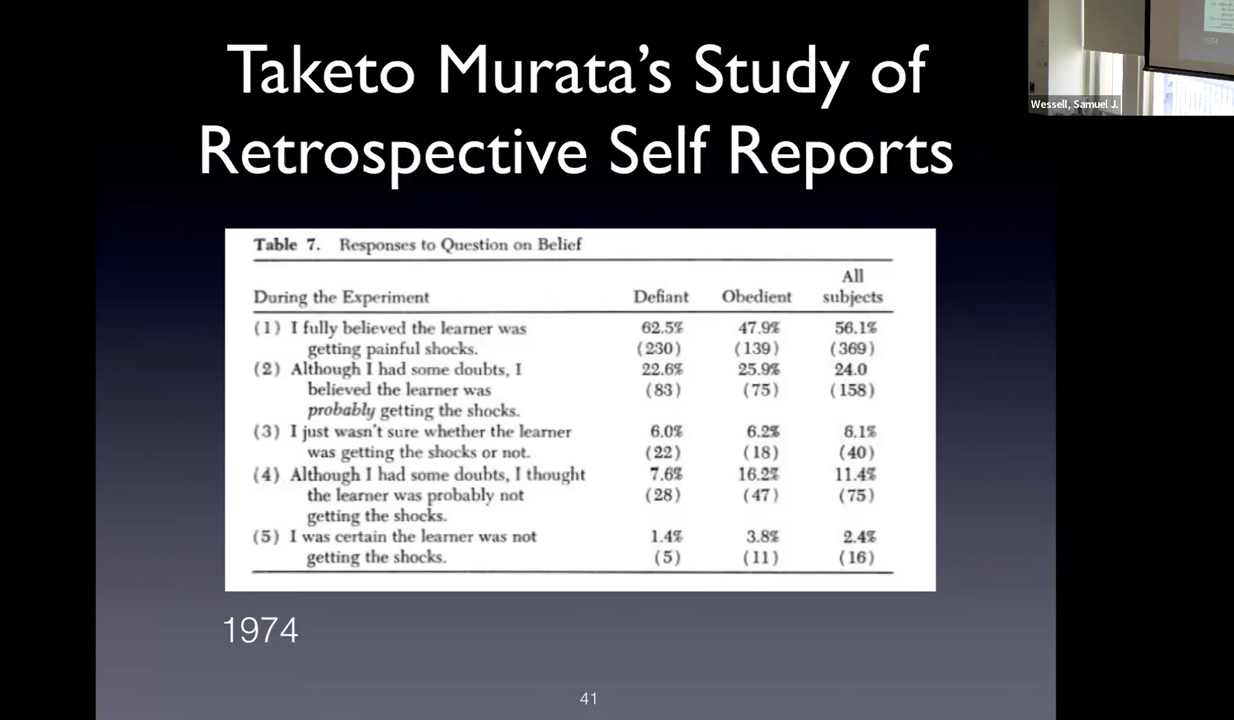 Taketo Murata's Study of
Retrospective Self Reports
Wessell, Samuel J.
Table 7. Responses to Question on Belief
All
During the Experiment Defiant Obedient subjects
(1) I fully believed the learner was 62.5% 47.9% 56.1%
getting painful shocks. (230) (139) (369)
(2) Although I had some doubts, I 22.6% 25.9% 24.0
believed the learner was (83) (75) (158)
probably getting the shocks.
(3) I just wasn't sure whether the learner 6.0% 6.2% 6.1%
was getting the shocks or not. (22) (18) (40)
(4) Although I had some doubts, I thought 7.6% 16.2% 11.4%
the learner was probably not (28) (47) (75)
getting the shocks.
(5) I was certain the learner was not 1.4% 3.8% 2.4%
getting the shocks. (5) (11) (16)
1974
41